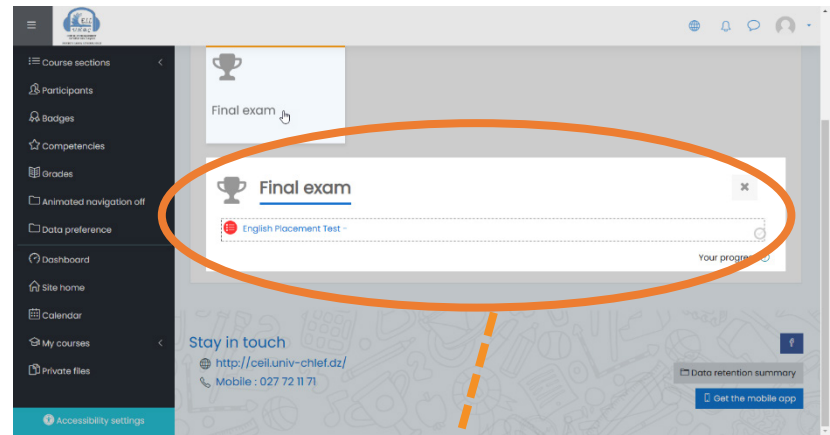 CEIL
Course sections
Participants
Badges
Competencies
Grades
Animated navigation off
Data preference
Dashboard
Site home
Calendar
My courses
Private files
Accessibility settings
Final exam
Final exam
English Placement Test -
Your progress
Stay in touch
http://ceil.univ-chlef.dz/
Mobile : 027 72 11 71
Data retention summary
Get the mobile app